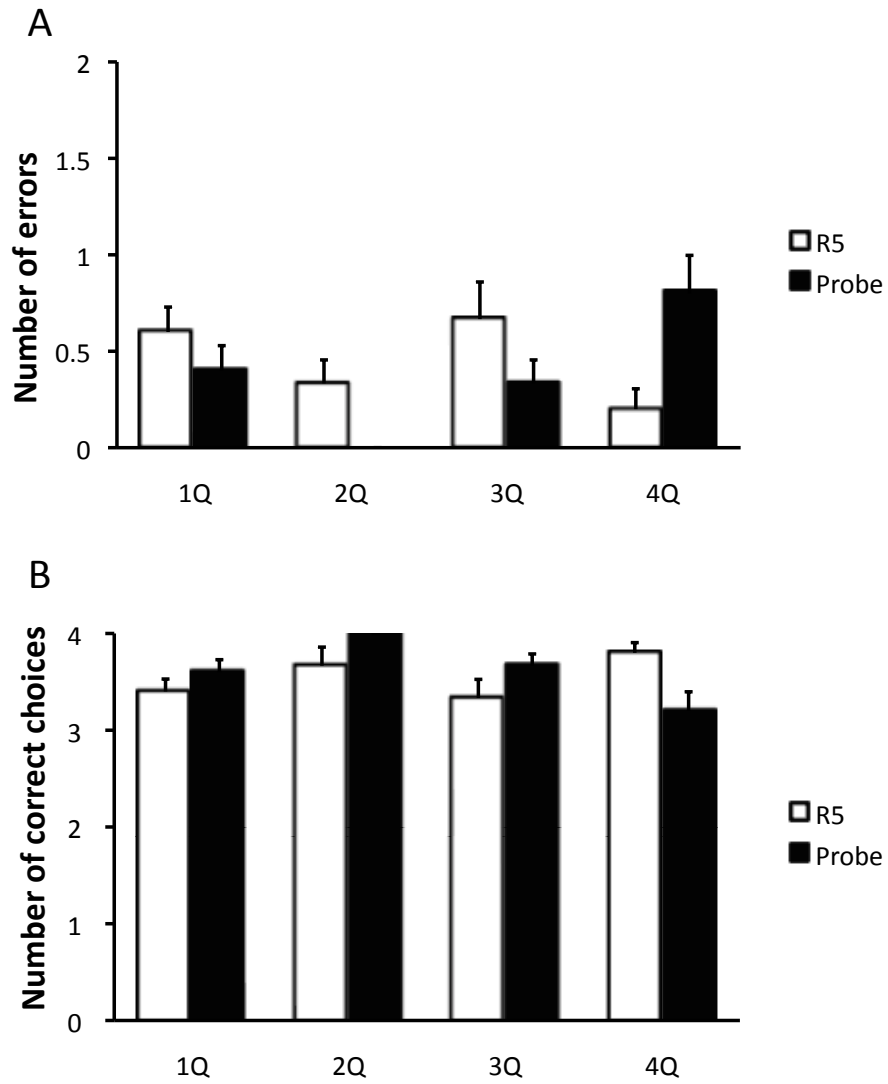 A
Number of errors
2
1.5
1
0.5
0
1Q 2Q 3Q 4Q
R5
Probe
B
Number of correct choices
4
3
2
1
0
1Q 2Q 3Q 4Q
R5
Probe